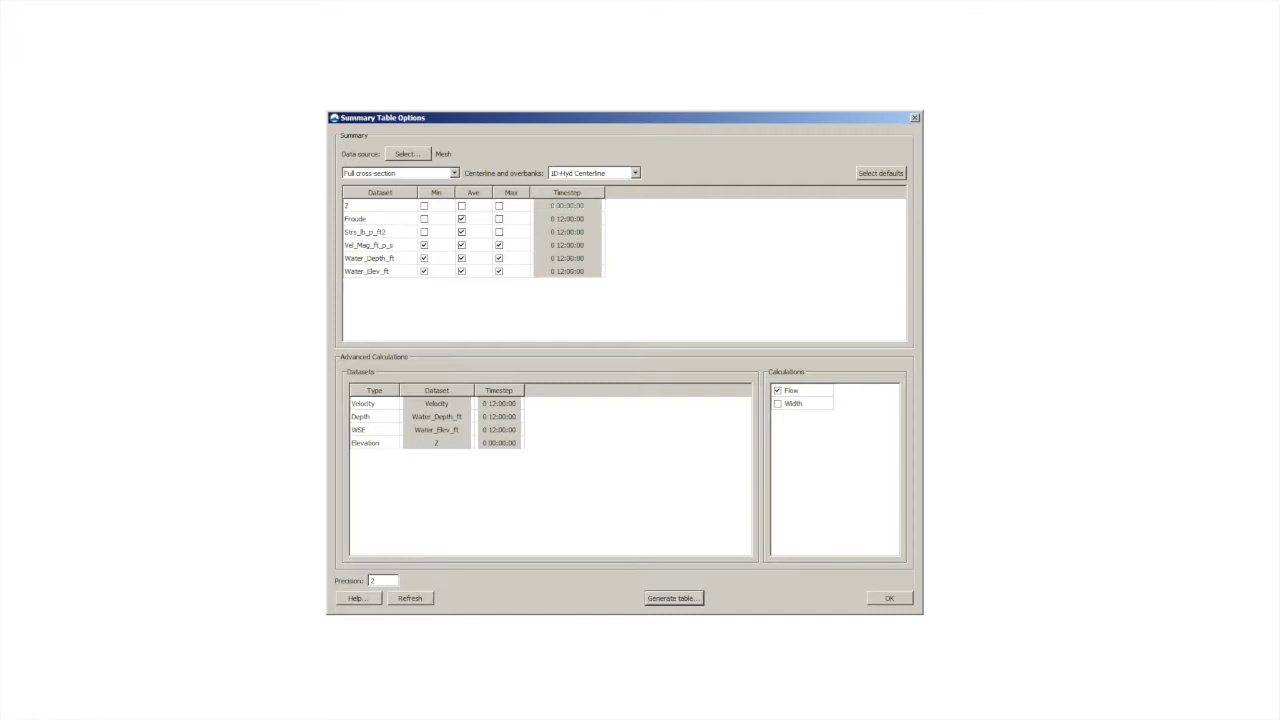 Summary Table Options
Summary
Data source: Select... Mesh
Full cross-section Centerline and overbanks: 1D-Hyd Centerline Select defaults
Dataset Min Ave Max Timestep
Z 0 00:00:00
Froude 0 12:00:00
Strs_lb_p_ft2 0 12:00:00
Vel_Mag_ft_p_s 0 12:00:00
Water_Depth_ft 0 12:00:00
Water_Elev_ft 0 12:00:00
Advanced Calculations
Datasets Calculations
Type Dataset Timestep Flow
Velocity Velocity 0 12:00:00 Width
Depth Water_Depth_ft 0 12:00:00
WSE Water_Elev_ft 0 12:00:00
Elevation Z 0 00:00:00
Precision: 2
Help... Refresh Generate table... OK